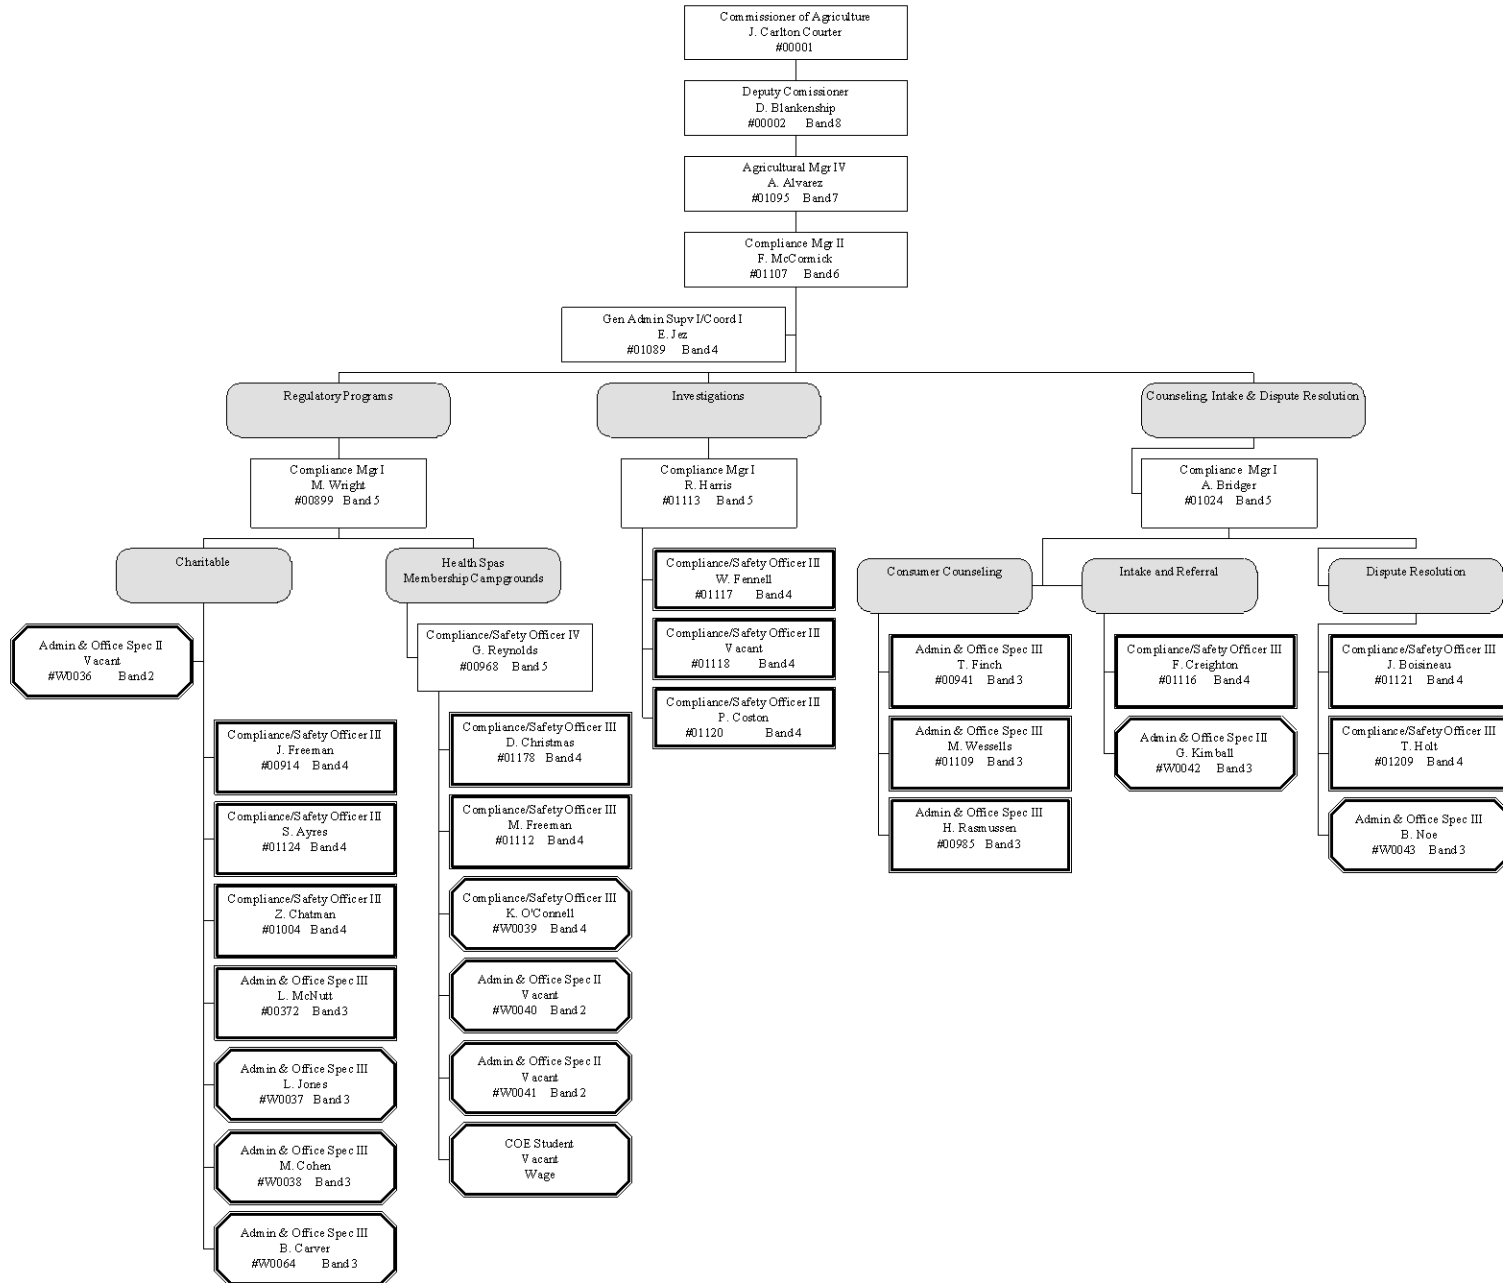 Commissioner of Agriculture
J. Carlton Courter
#00001
Deputy Comissioner
D. Blankenship
#00002 Band 8
Agricultural Mgr IV
A. Alvarez
#01095 Band 7
Compliance Mgr II
F. McCormick
#01107 Band 6
Gen Admin Supv I/Coord I
E. Jez
#01089 Band 4
Regulatory Programs
Compliance Mgr I
M. Wright
#00899 Band 5
Charitable
Admin & Office Spec II
Vacant
#W0036 Band 2
Compliance/Safety Officer III
J. Freeman
#00914 Band 4
Compliance/Safety Officer III
S. Ayres
#01124 Band 4
Compliance/Safety Officer III
Z. Chatman
#01004 Band 4
Admin & Office Spec III
L. McNutt
#00372 Band 3
Admin & Office Spec III
L. Jones
#W0037 Band 3
Admin & Office Spec III
M. Cohen
#W0038 Band 3
Admin & Office Spec III
B. Carver
#W0064 Band 3
Health Spas
Membership Campgrounds
Compliance/Safety Officer IV
G. Reynolds
#00968 Band 5
Compliance/Safety Officer III
D. Christmas
#01178 Band 4
Compliance/Safety Officer III
M. Freeman
#01112 Band 4
Compliance/Safety Officer III
K. O'Connell
#W0039 Band 4
Admin & Office Spec II
Vacant
#W0040 Band 2
Admin & Office Spec II
Vacant
#W0041 Band 2
COE Student
Vacant
Wage
Investigations
Compliance Mgr I
R. Harris
#01113 Band 5
Compliance/Safety Officer III
W. Fennell
#01117 Band 4
Compliance/Safety Officer III
Vacant
#01118 Band 4
Compliance/Safety Officer III
P. Coston
#01120 Band 4
Counseling, Intake & Dispute Resolution
Compliance Mgr I
A. Bridger
#01024 Band 5
Consumer Counseling
Admin & Office Spec III
T. Finch
#00941 Band 3
Admin & Office Spec III
M. Wessells
#01109 Band 3
Admin & Office Spec III
H. Rasmussen
#00985 Band 3
Intake and Referral
Compliance/Safety Officer III
F. Creighton
#01116 Band 4
Admin & Office Spec III
G. Kimball
#W0042 Band 3
Dispute Resolution
Compliance/Safety Officer III
J. Boisineau
#01121 Band 4
Compliance/Safety Officer III
T. Holt
#01209 Band 4
Admin & Office Spec III
B. Noe
#W0043 Band 3